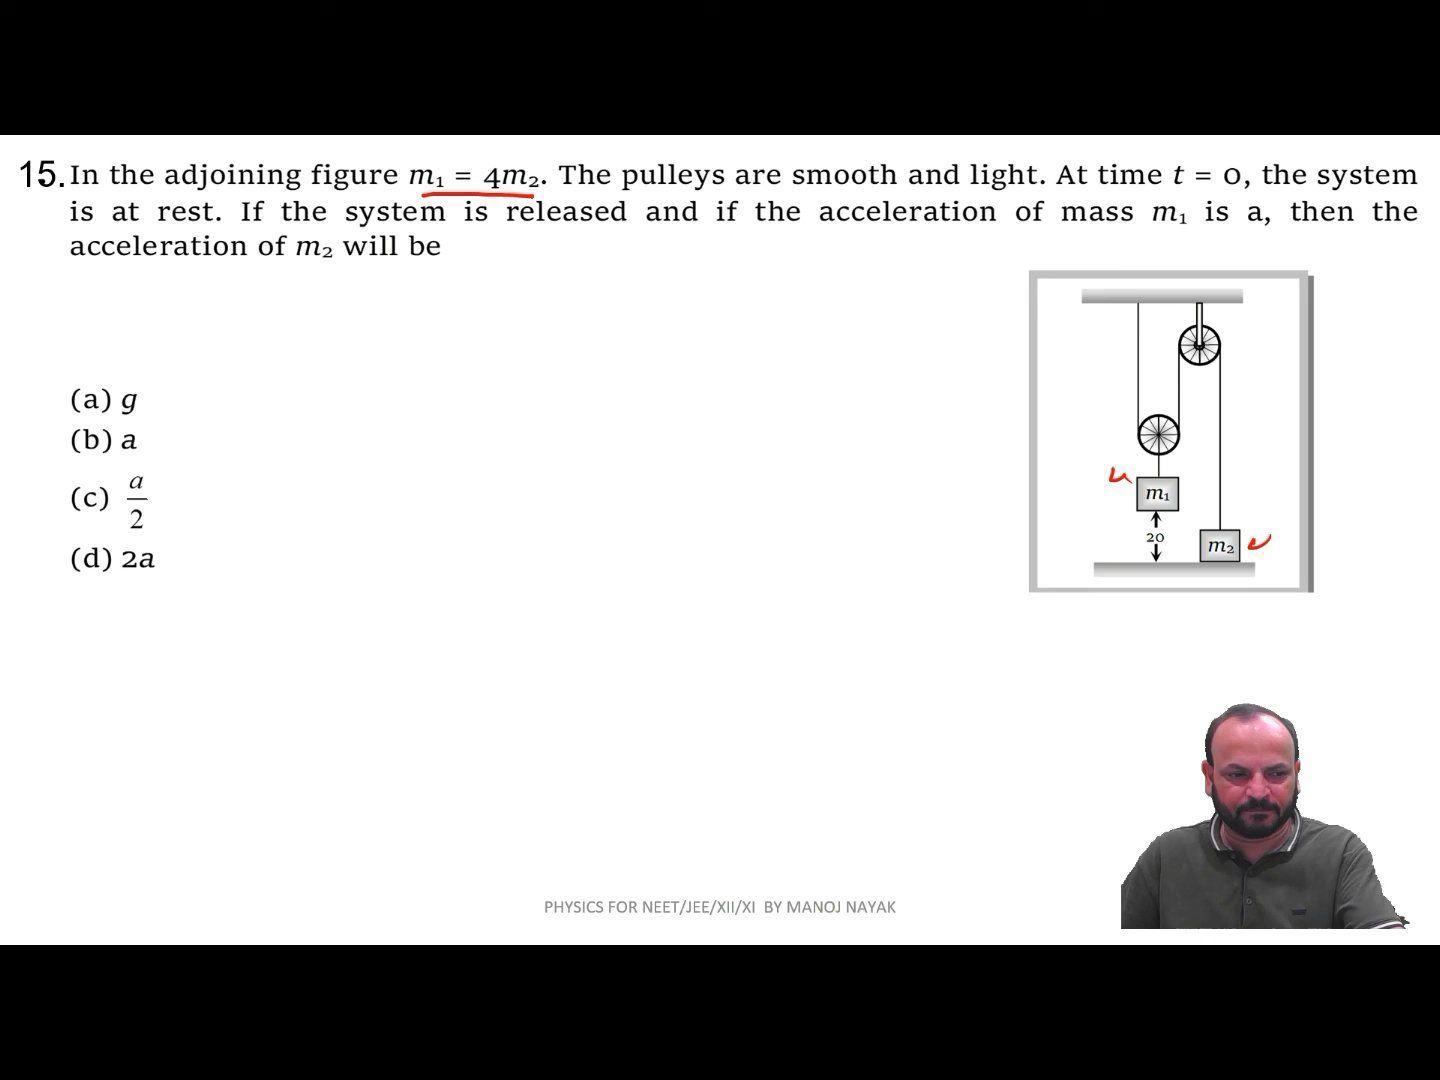 15. In the adjoining figure m₁ = 4m₂. The pulleys are smooth and light. At time t = 0, the system
is at rest. If the system is released and if the acceleration of mass m₁ is a, then the
acceleration of m₂ will be
(a) g
(b) a
(c) a/2
(d) 2a
m₁
20
m₂
PHYSICS FOR NEET/JEE/XII/XI BY MANOJ NAYAK